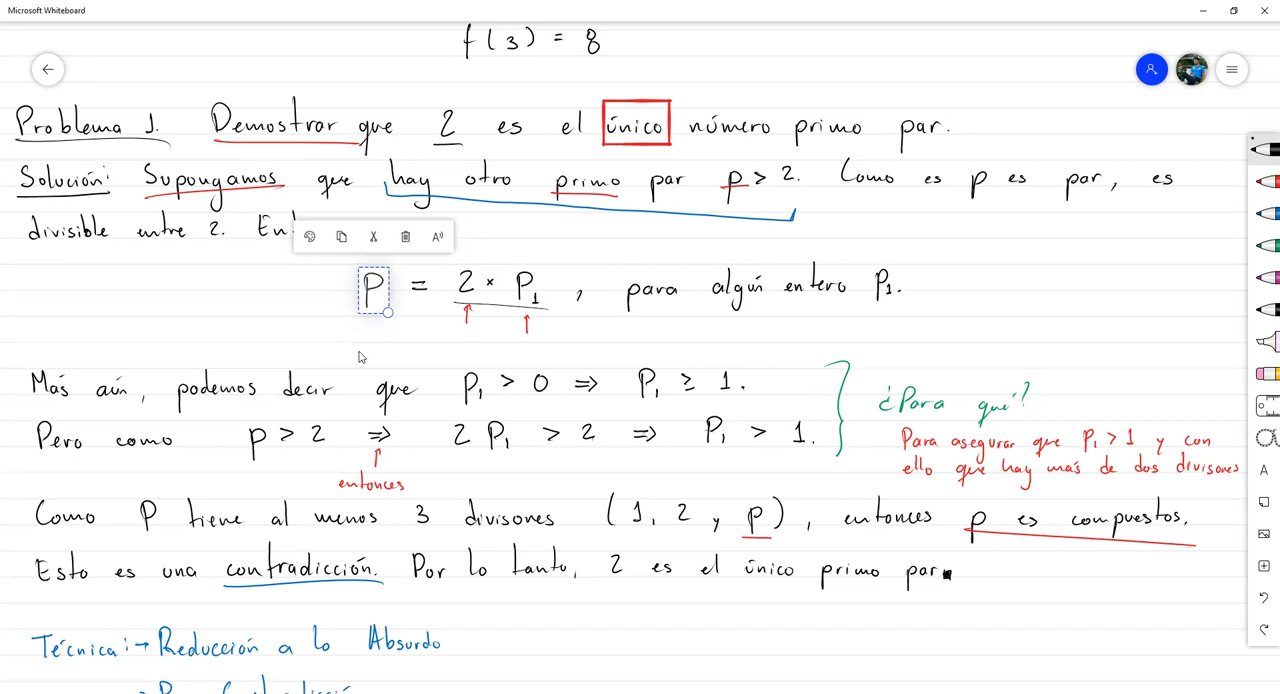 Microsoft Whiteboard
f(3) = 8
Problema 1. Demostrar que 2 es el único número primo par.
Solución: Supongamos que hay otro primo par p > 2. Como es p es par, es
divisible entre 2.
P = 2 × P₁, para algún entero P₁.
Más aún, podemos decir que P₁ > 0 ⇒ P₁ ≥ 1.
¿Para qué?
Pero como p > 2 ⇒ 2 P₁ > 2 ⇒ P₁ > 1.
entonces
Para asegurar que P₁ > 1 y con
ello que hay más de dos divisores
Como P tiene al menos 3 divisores (1, 2 y p), entonces p es compuestos.
Esto es una contradicción. Por lo tanto, 2 es el único primo par
Técnica: → Reducción a lo Absurdo